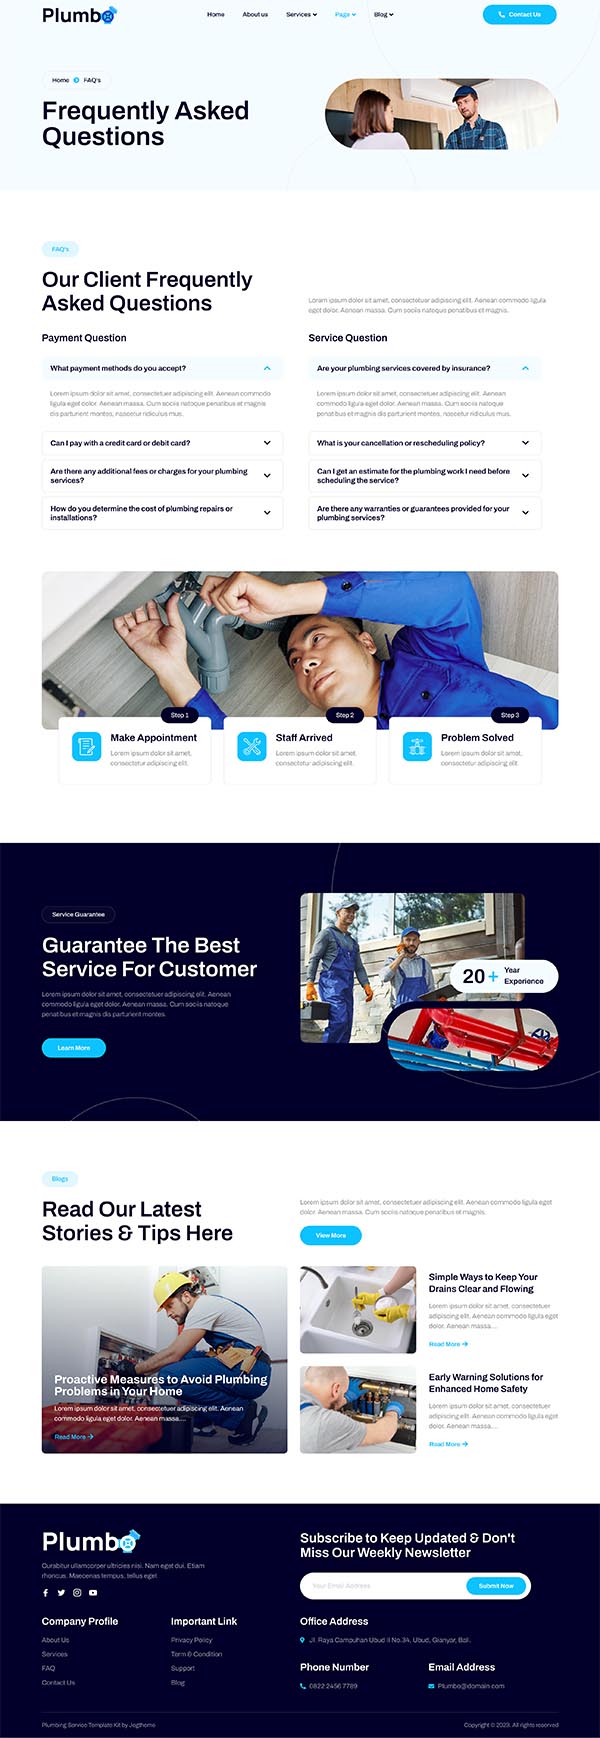 Plumbo
Home About us Services Page Blog Contact Us
Home FAQ's
Frequently Asked
Questions
FAQ's
Our Client Frequently
Asked Questions
Lorem ipsum dolor sit amet, consectetuer adipiscing elit. Aenean commodo ligula
eget dolor. Aenean massa. Cum sociis natoque penatibus et magnis.
Payment Question
What payment methods do you accept?
Lorem ipsum dolor sit amet, consectetuer adipiscing elit. Aenean commodo
ligula eget dolor. Aenean massa. Cum sociis natoque penatibus et magnis
dis parturient montes, nascetur ridiculus mus.
Can I pay with a credit card or debit card?
Are there any additional fees or charges for your plumbing
services?
How do you determine the cost of plumbing repairs or
installations?
Service Question
Are your plumbing services covered by insurance?
Lorem ipsum dolor sit amet, consectetuer adipiscing elit. Aenean commodo
ligula eget dolor. Aenean massa. Cum sociis natoque penatibus et magnis
dis parturient montes, nascetur ridiculus mus.
What is your cancellation or rescheduling policy?
Can I get an estimate for the plumbing work I need before
scheduling the service?
Are there any warranties or guarantees provided for your
plumbing services?
Step 1
Make Appointment
Lorem ipsum dolor sit amet,
consectetur adipiscing elit.
Step 2
Staff Arrived
Lorem ipsum dolor sit amet,
consectetur adipiscing elit.
Step 3
Problem Solved
Lorem ipsum dolor sit amet,
consectetur adipiscing elit.
Service Guarantee
Guarantee The Best
Service For Customer
Lorem ipsum dolor sit amet, consectetuer adipiscing elit. Aenean
commodo ligula eget dolor. Aenean massa. Cum sociis natoque
penatibus et magnis dis parturient montes.
Learn More
20+ Year
Experience
Blogs
Read Our Latest
Stories & Tips Here
Lorem ipsum dolor sit amet, consectetuer adipiscing elit. Aenean commodo ligula eget
dolor. Aenean massa. Cum sociis natoque penatibus et magnis.
View More
Proactive Measures to Avoid Plumbing
Problems in Your Home
Lorem ipsum dolor sit amet, consectetuer adipiscing elit. Aenean
commodo ligula eget dolor. Aenean massa....
Read More
Simple Ways to Keep Your
Drains Clear and Flowing
Lorem ipsum dolor sit amet, consectetuer
adipiscing elit. Aenean commodo ligula eget
dolor. Aenean massa....
Read More
Early Warning Solutions for
Enhanced Home Safety
Lorem ipsum dolor sit amet, consectetuer
adipiscing elit. Aenean commodo ligula eget
dolor. Aenean massa....
Read More
Plumbo
Curabitur ullamcorper ultricies nisi. Nam eget dui. Etiam
rhoncus. Maecenas tempus, tellus eget.
Subscribe to Keep Updated & Don't
Miss Our Weekly Newsletter
Your Email Address Submit Now
Company Profile
About Us
Services
FAQ
Contact Us
Important Link
Privacy Policy
Term & Condition
Support
Blog
Office Address
Jl. Raya Campuhan Ubud II No.34, Ubud, Gianyar, Bali.
Phone Number
0822 2456 7789
Email Address
Plumbo@domain.com
Plumbing Service Template Kit by Jegtheme
Copyright © 2023. All rights reserved